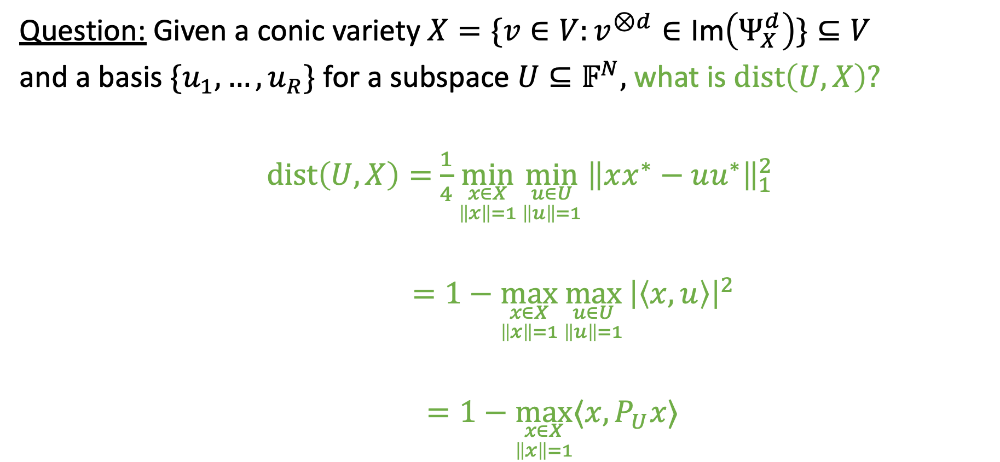 Question: Given a conic variety X = {v ∈ V: v^{⊗d} ∈ Im(Ψ_X^d)} ⊆ V
and a basis {u_1, …, u_R} for a subspace U ⊆ 𝔽^N, what is dist(U, X)?
dist(U, X) = \frac{1}{4} \min_{x∈X, ‖x‖=1} \min_{u∈U, ‖u‖=1} ‖xx^* − uu^*‖_1^2
= 1 − \max_{x∈X, ‖x‖=1} \max_{u∈U, ‖u‖=1} |⟨x, u⟩|^2
= 1 − \max_{x∈X, ‖x‖=1} ⟨x, P_U x⟩